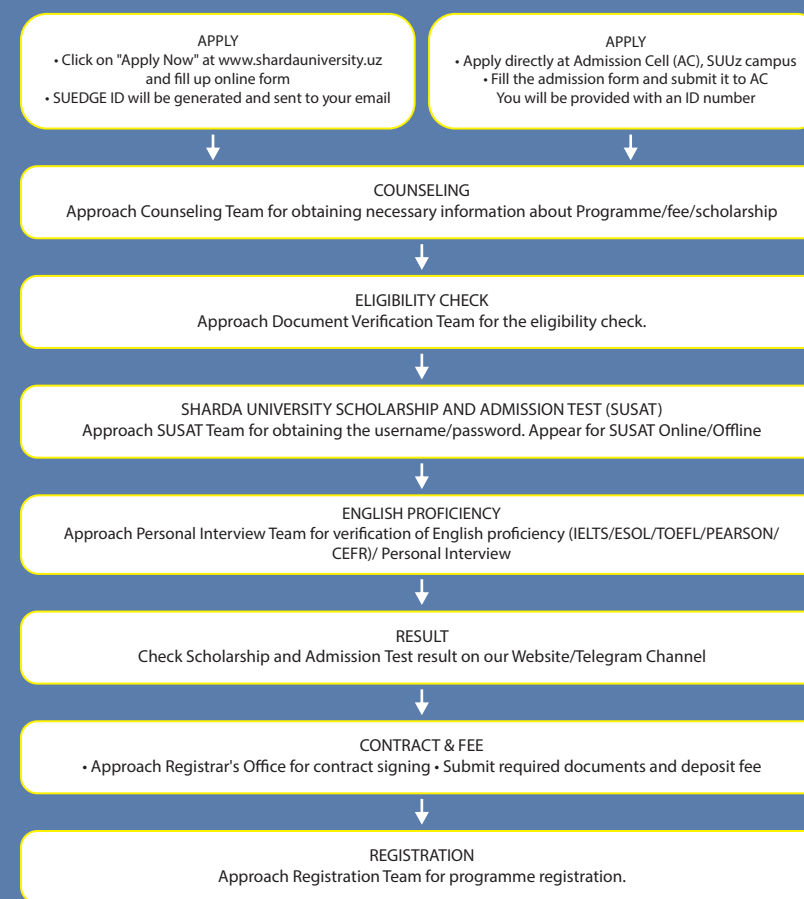 APPLY
• Click on "Apply Now" at www.shardauniversity.uz
and fill up online form
• SUEDGE ID will be generated and sent to your email
APPLY
• Apply directly at Admission Cell (AC), SUUz campus
• Fill the admission form and submit it to AC
You will be provided with an ID number
COUNSELING
Approach Counseling Team for obtaining necessary information about Programme/fee/scholarship
ELIGIBILITY CHECK
Approach Document Verification Team for the eligibility check.
SHARDA UNIVERSITY SCHOLARSHIP AND ADMISSION TEST (SUSAT)
Approach SUSAT Team for obtaining the username/password. Appear for SUSAT Online/Offline
ENGLISH PROFICIENCY
Approach Personal Interview Team for verification of English proficiency (IELTS/ESOL/TOEFL/PEARSON/
CEFR)/ Personal Interview
RESULT
Check Scholarship and Admission Test result on our Website/Telegram Channel
CONTRACT & FEE
• Approach Registrar's Office for contract signing • Submit required documents and deposit fee
REGISTRATION
Approach Registration Team for programme registration.